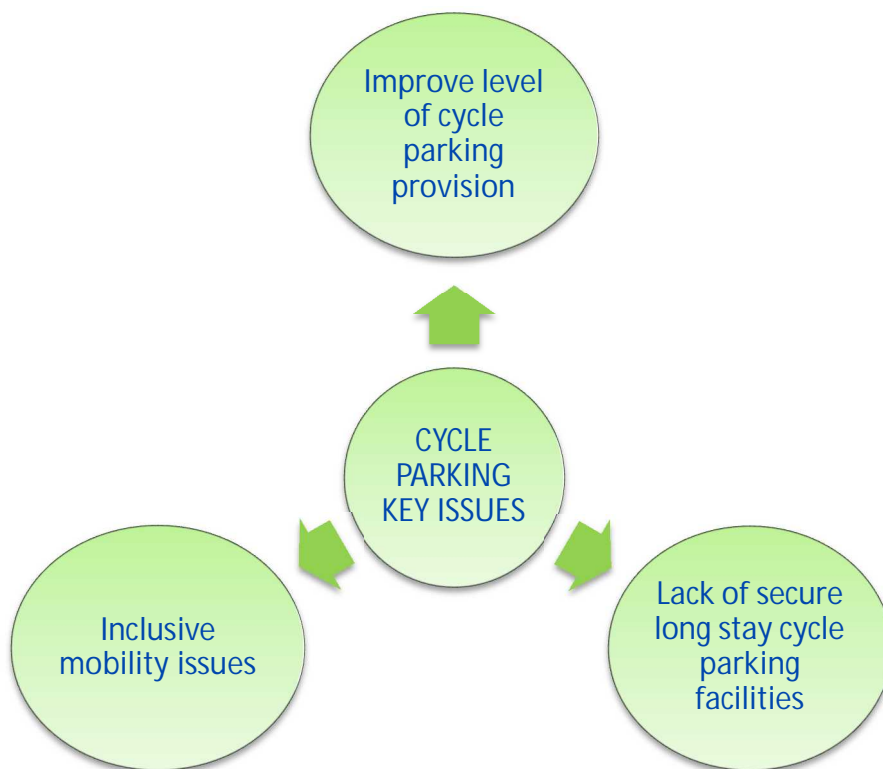 Improve level
of cycle
parking
provision
CYCLE
PARKING
KEY ISSUES
Inclusive
mobility issues
Lack of secure
long stay cycle
parking
facilities